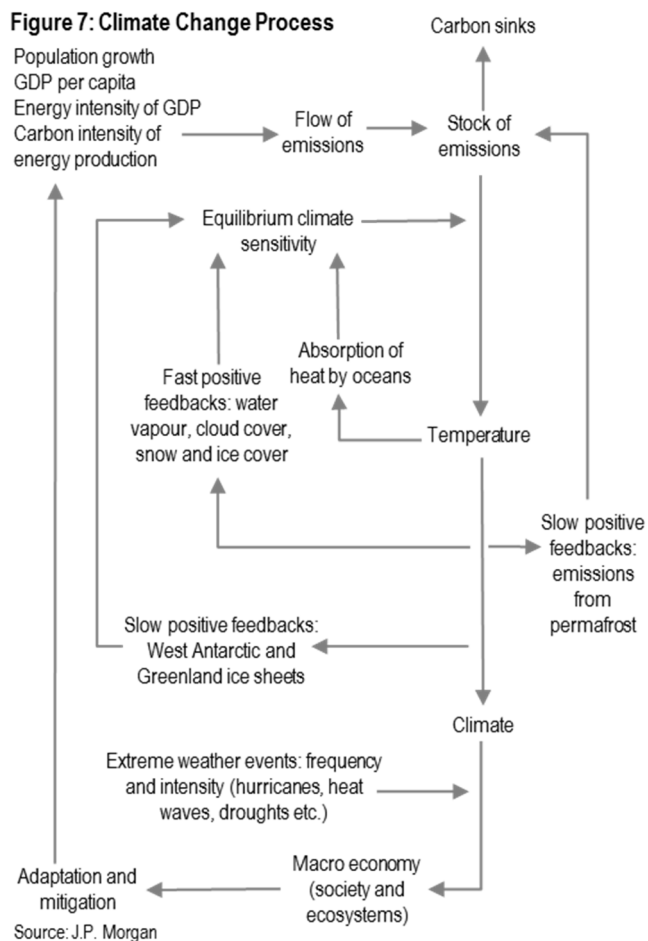 Figure 7: Climate Change Process
Carbon sinks
Population growth
GDP per capita
Energy intensity of GDP
Carbon intensity of
energy production
Flow of
emissions
Stock of
emissions
Equilibrium climate
sensitivity
Absorption of
heat by oceans
Fast positive
feedbacks: water
vapour, cloud cover,
snow and ice cover
Temperature
Slow positive
feedbacks:
emissions
from
permafrost
Slow positive feedbacks:
West Antarctic and
Greenland ice sheets
Climate
Extreme weather events: frequency
and intensity (hurricanes, heat
waves, droughts etc.)
Macro economy
(society and
ecosystems)
Adaptation and
mitigation
Source: J.P. Morgan